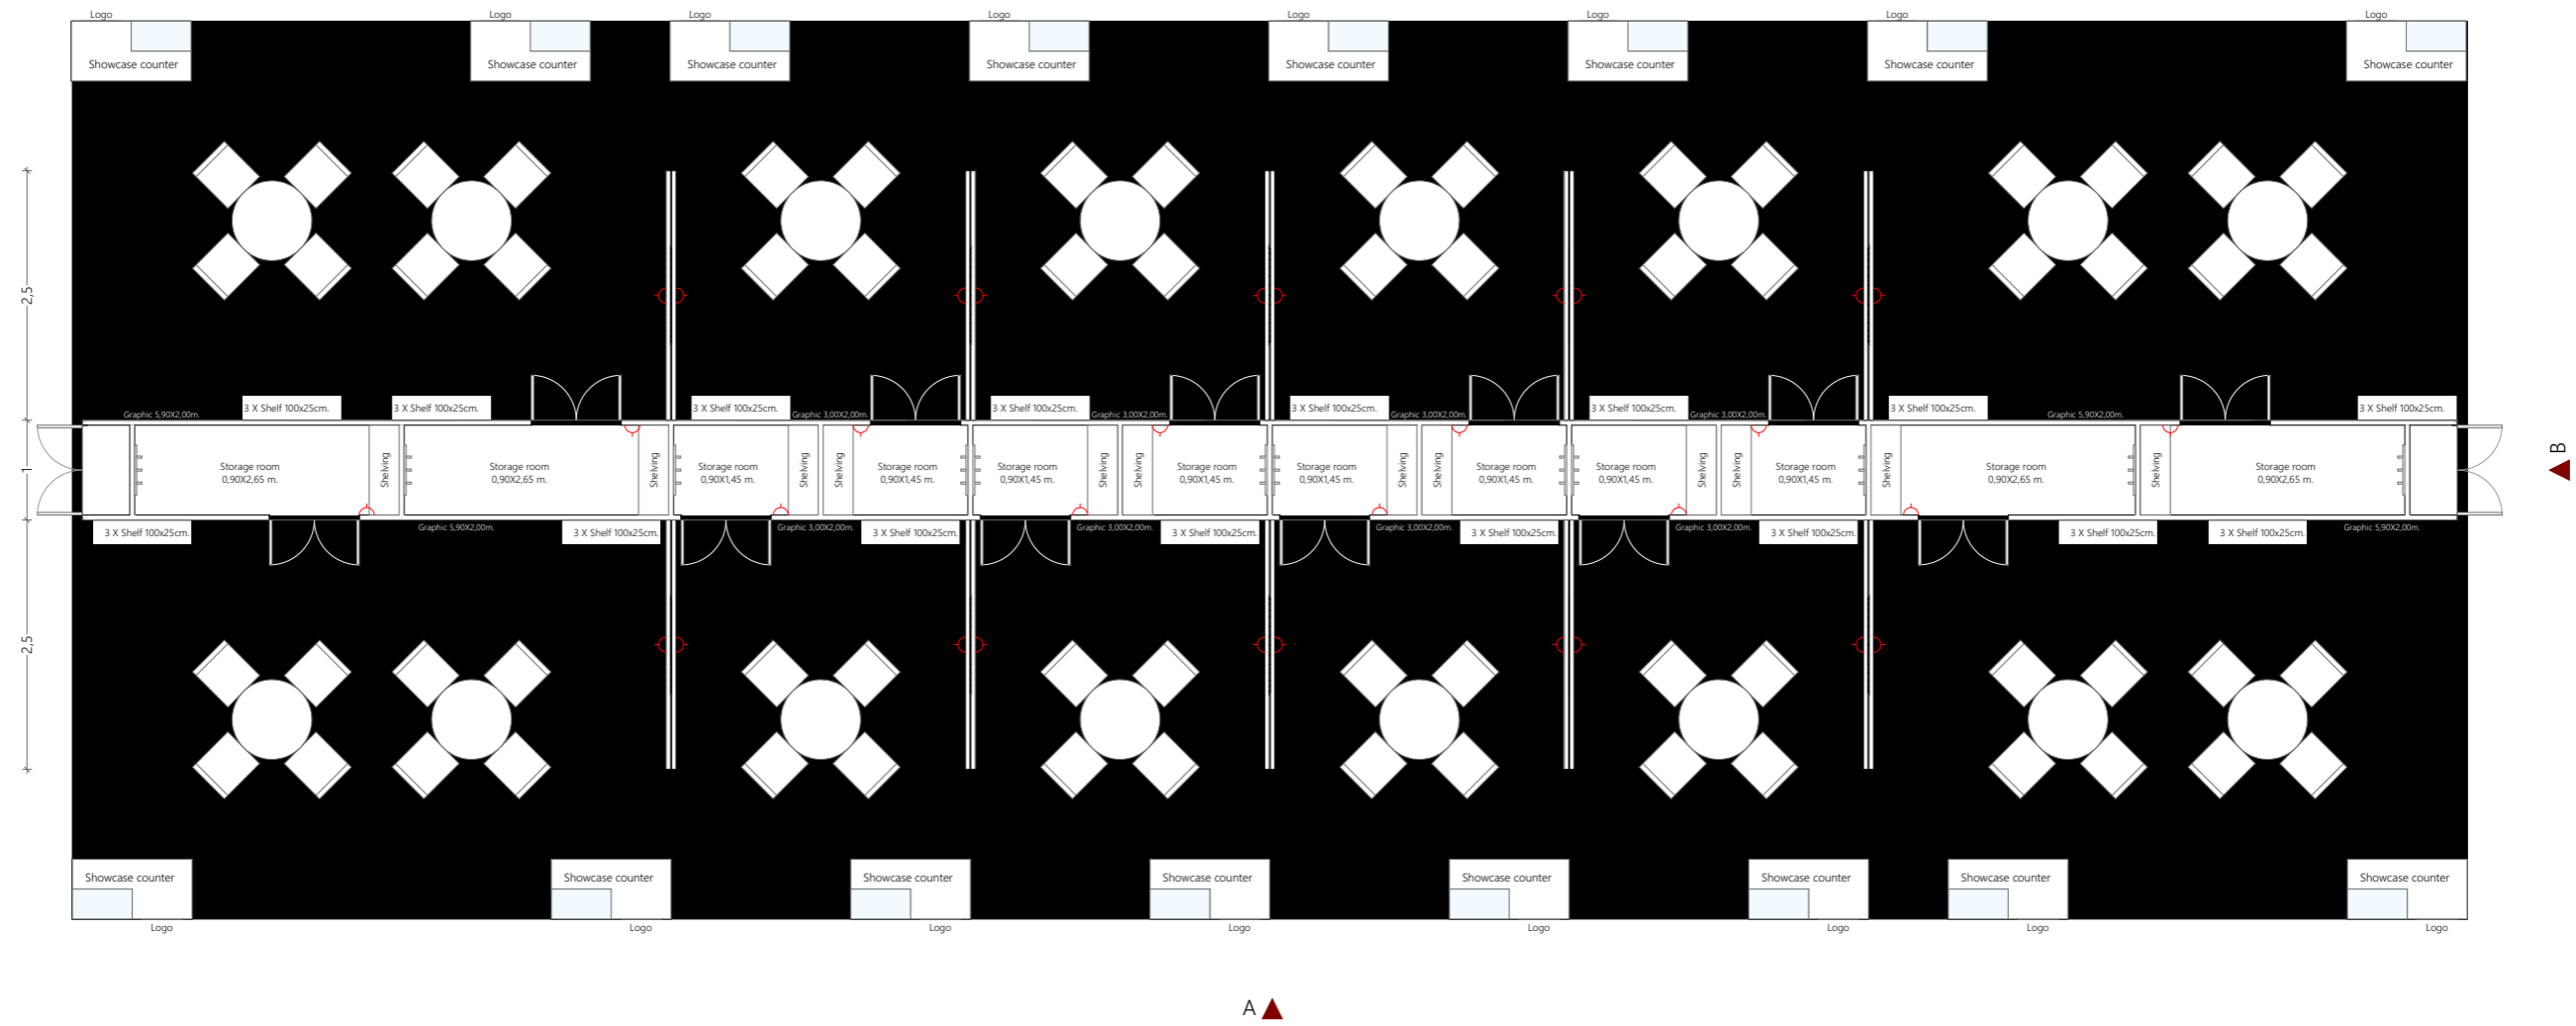 Logo Logo Logo Logo Logo Logo Logo Logo
Showcase counter Showcase counter Showcase counter Showcase counter Showcase counter Showcase counter Showcase counter Showcase counter
2,5
3 X Shelf 100x25cm. 3 X Shelf 100x25cm. 3 X Shelf 100x25cm. 3 X Shelf 100x25cm. 3 X Shelf 100x25cm. 3 X Shelf 100x25cm. 3 X Shelf 100x25cm. 3 X Shelf 100x25cm.
Graphic 5,90X2,00m. Graphic 3,00X2,00m. Graphic 3,00X2,00m. Graphic 3,00X2,00m. Graphic 3,00X2,00m. Graphic 5,90X2,00m.
1
Storage room
0,90X2,65 m.
Shelving
Storage room
0,90X2,65 m.
Shelving
Storage room
0,90X1,45 m.
Shelving
Shelving
Storage room
0,90X1,45 m.
Storage room
0,90X1,45 m.
Shelving
Shelving
Storage room
0,90X1,45 m.
Storage room
0,90X1,45 m.
Shelving
Shelving
Storage room
0,90X1,45 m.
Storage room
0,90X1,45 m.
Shelving
Shelving
Storage room
0,90X1,45 m.
Shelving
Storage room
0,90X2,65 m.
Shelving
Storage room
0,90X2,65 m.
B
Graphic 5,90X2,00m. Graphic 3,00X2,00m. Graphic 3,00X2,00m. Graphic 3,00X2,00m. Graphic 3,00X2,00m. Graphic 5,90X2,00m.
3 X Shelf 100x25cm. 3 X Shelf 100x25cm. 3 X Shelf 100x25cm. 3 X Shelf 100x25cm. 3 X Shelf 100x25cm. 3 X Shelf 100x25cm. 3 X Shelf 100x25cm. 3 X Shelf 100x25cm.
2,5
Showcase counter Showcase counter Showcase counter Showcase counter Showcase counter Showcase counter Showcase counter Showcase counter
Logo Logo Logo Logo Logo Logo Logo Logo
A